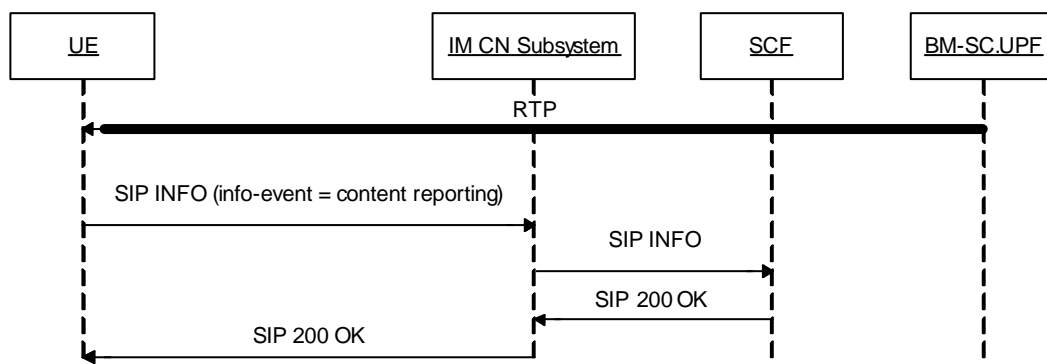 UE
IM CN Subsystem
SCF
BM-SC.UPF
RTP
SIP INFO (info-event = content reporting)
SIP INFO
SIP 200 OK
SIP 200 OK